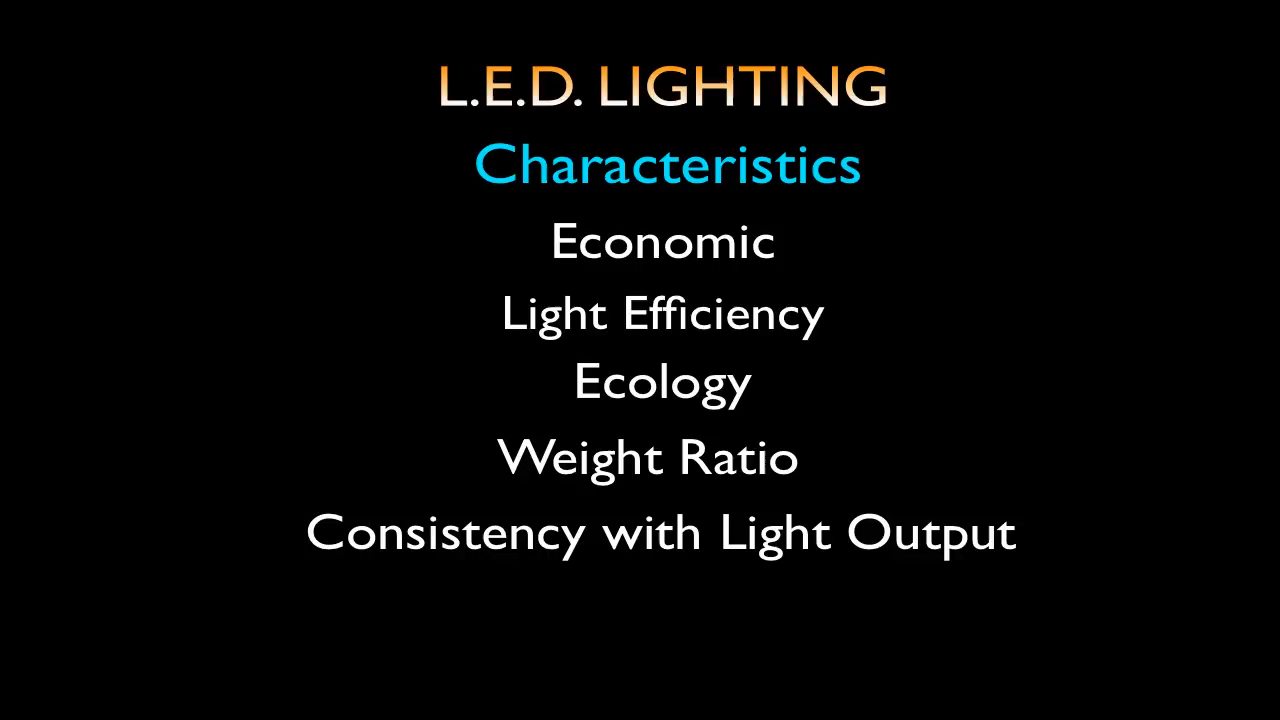 L.E.D. LIGHTING
Characteristics
Economic
Light Efficiency
Ecology
Weight Ratio
Consistency with Light Output